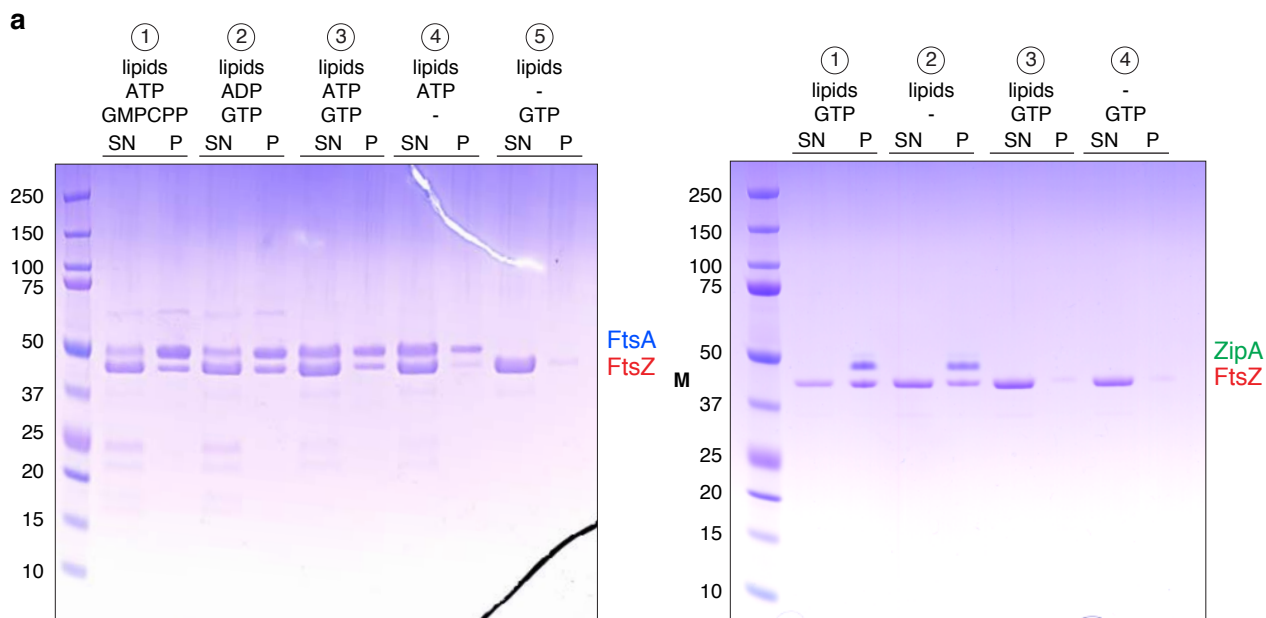 a
1 2 3 4 5
lipids lipids lipids lipids lipids
ATP ADP ATP ATP -
GMPCPP GTP GTP - GTP
SN P SN P SN P SN P SN P
250
150
100
75
50
37
25
20
15
10
FtsA
FtsZ
1 2 3 4
lipids lipids lipids -
GTP - GTP GTP
SN P SN P SN P SN P
250
150
100
75
50
M
37
25
20
15
10
ZipA
FtsZ